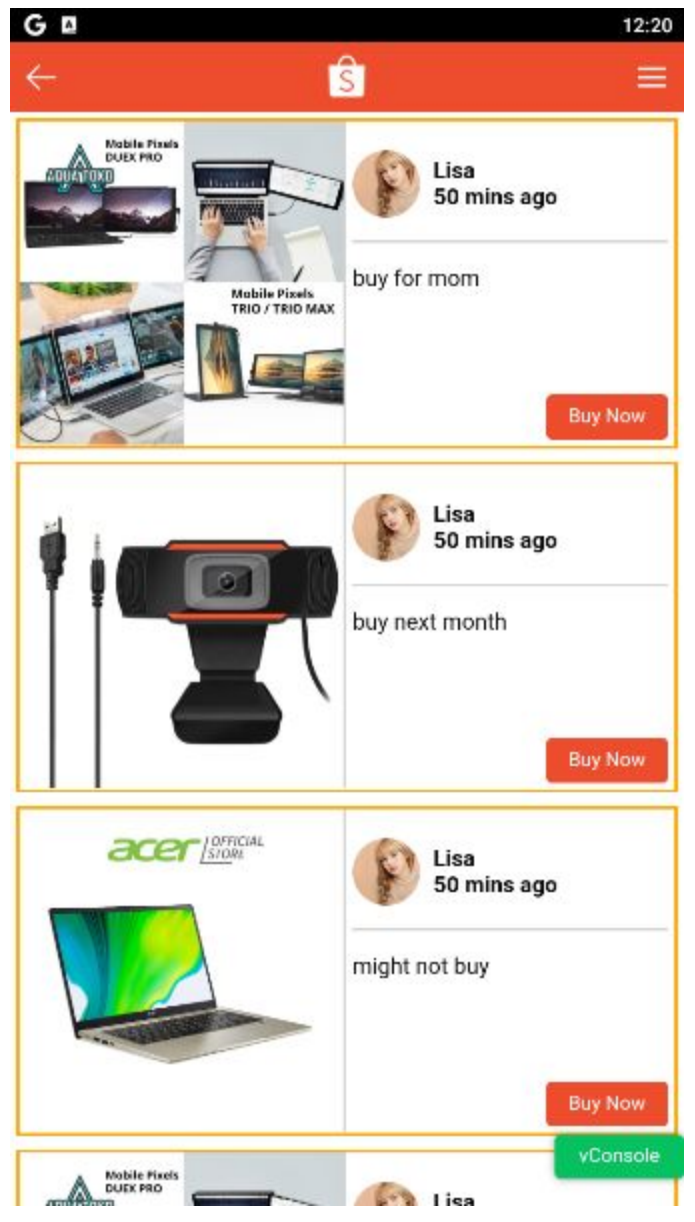 12:20
S
Mobile Pixels
DUEX PRO
AQUATOKO
Mobile Pixels
TRIO / TRIO MAX
Lisa
50 mins ago
buy for mom
Buy Now
Lisa
50 mins ago
buy next month
Buy Now
acer OFFICIAL
STORE
Lisa
50 mins ago
might not buy
Buy Now
vConsole
Mobile Pixels
DUEX PRO
AQUATOKO
Lisa